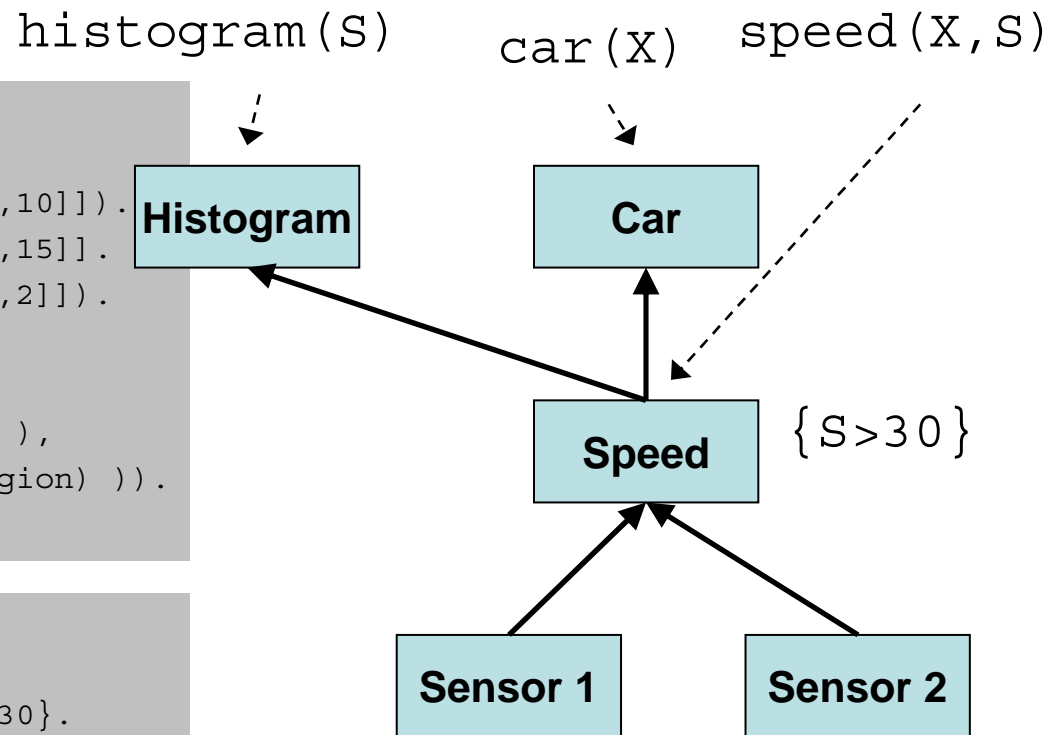 histogram(S)
car(X)
speed(X,S)
,10]]).
,15]].
,2]]).
),
gion) )).
30}.
Histogram
Car
Speed
{S>30}
Sensor 1
Sensor 2